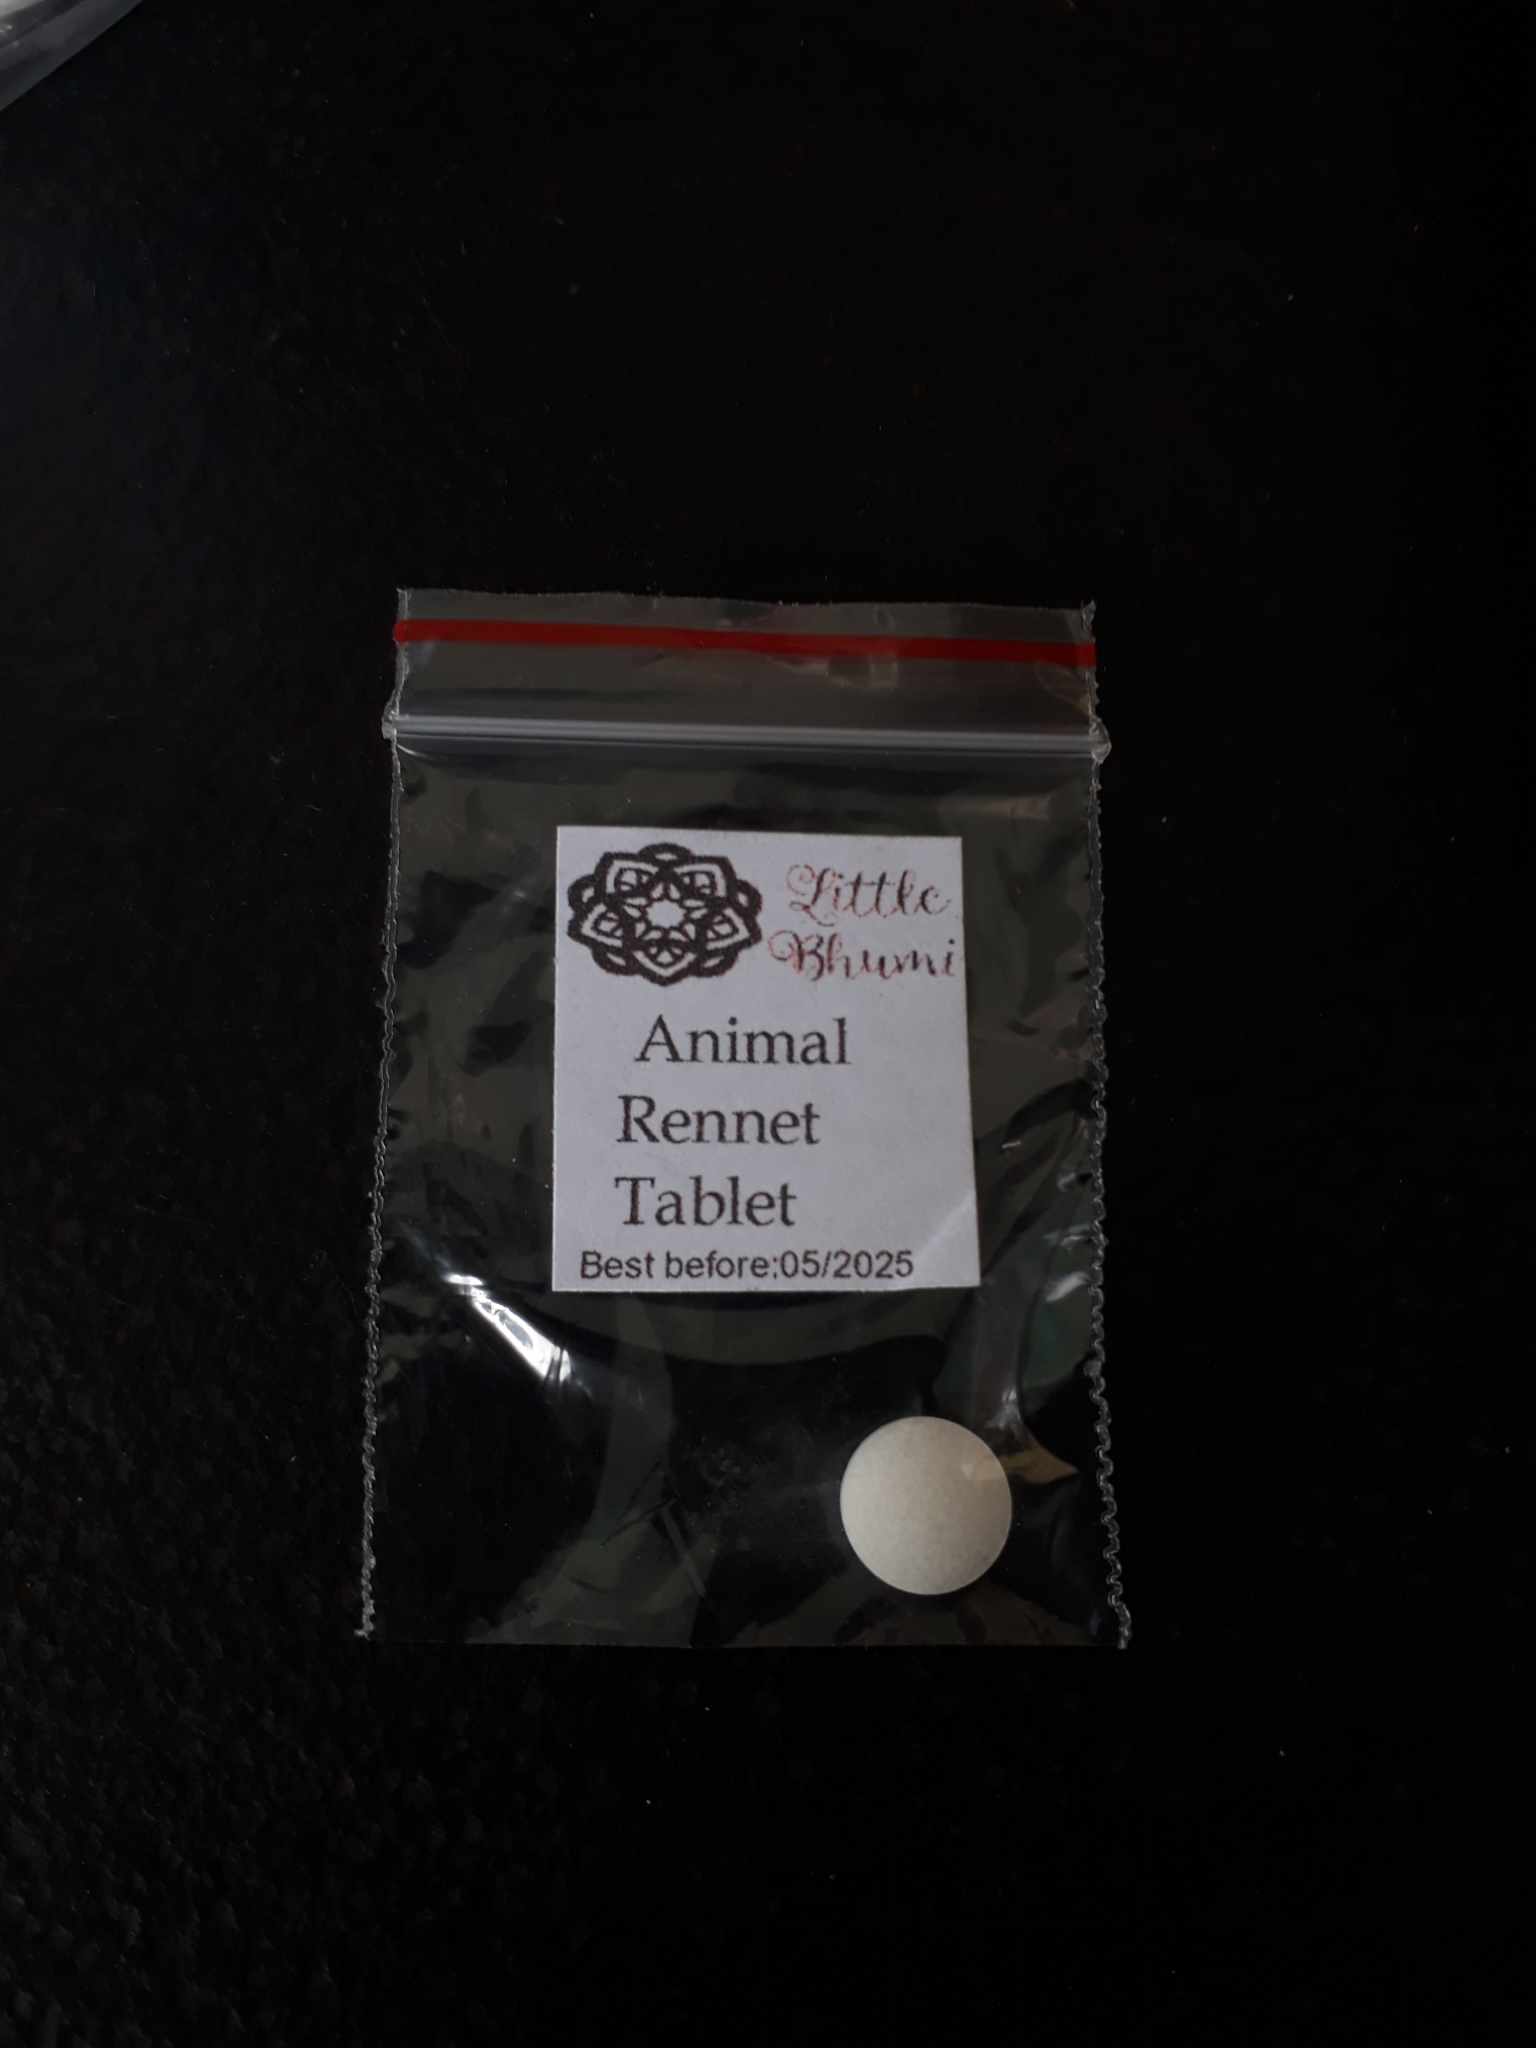 Little
Bhumi
Animal
Rennet
Tablet
Best before:05/2025